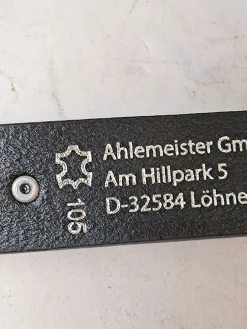 Ahlemeister Gm
Am Hillpark 5
D-32584 Löhne
105